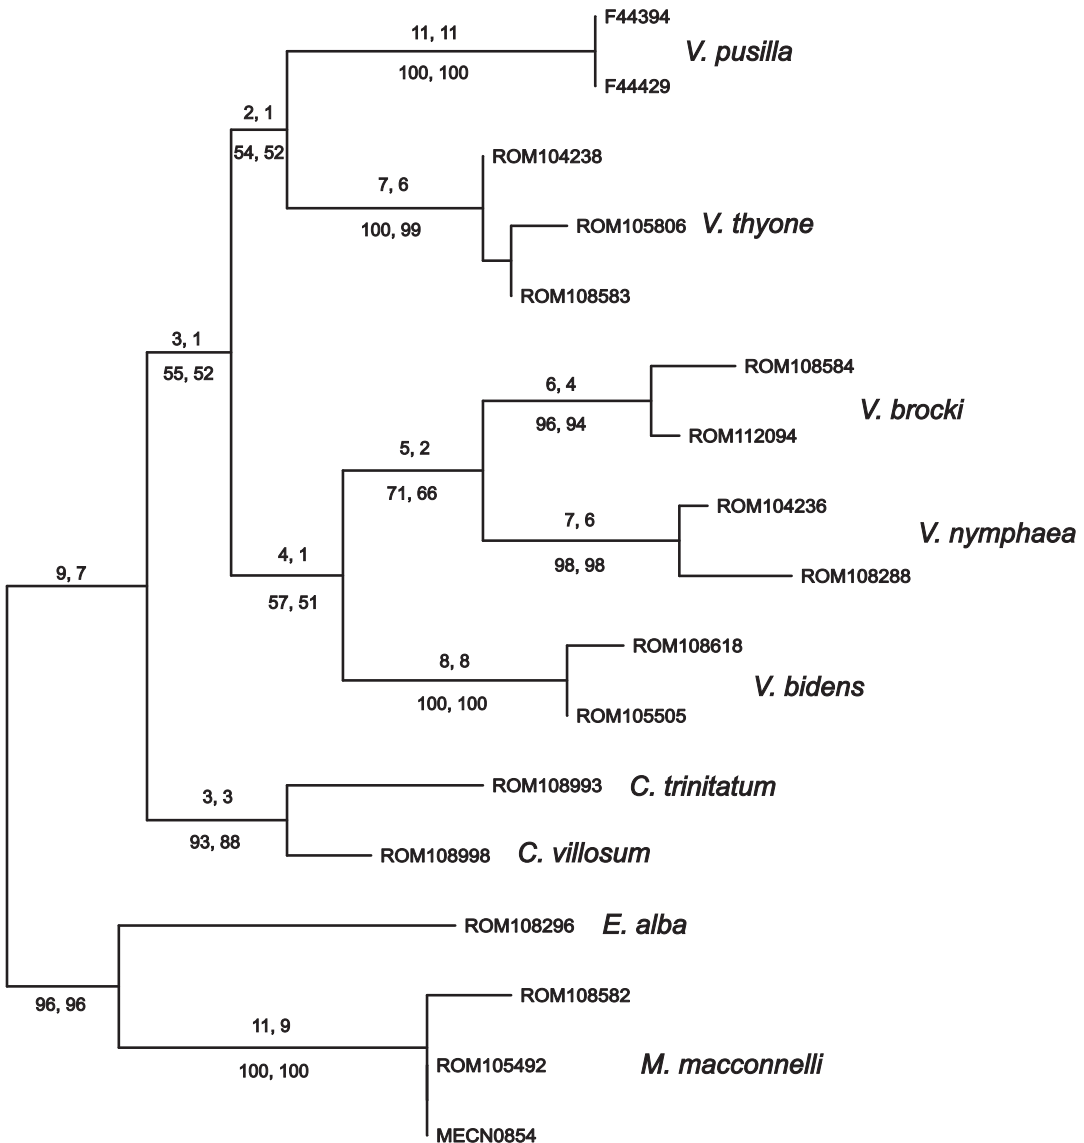 F44394
11, 11
V. pusilla
100, 100
F44429
2, 1
54, 52
ROM104238
7, 6
100, 99
ROM105806
V. thyone
ROM108583
3, 1
55, 52
ROM108584
6, 4
V. brocki
96, 94
ROM112094
5, 2
71, 66
ROM104236
7, 6
V. nymphaea
98, 98
ROM108288
4, 1
57, 51
9, 7
ROM108618
8, 8
V. bidens
100, 100
ROM105505
ROM108993
C. trinitatum
3, 3
93, 88
ROM108998
C. villosum
ROM108296
E. alba
96, 96
ROM108582
11, 9
ROM105492
M. macconnelli
100, 100
MECN0854